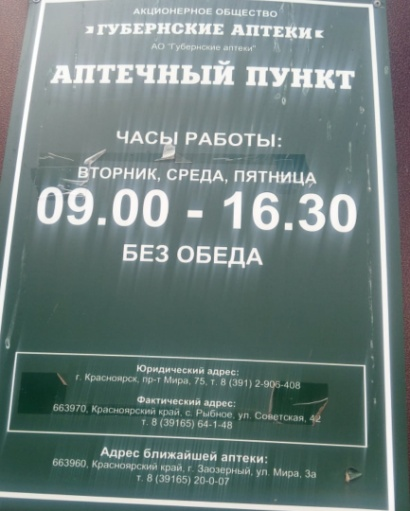 АКЦИОНЕРНОЕ ОБЩЕСТВО
ГУБЕРНСКИЕ АПТЕКИ
АО "Губернские аптеки"
АПТЕЧНЫЙ ПУНКТ
ЧАСЫ РАБОТЫ:
ВТОРНИК, СРЕДА, ПЯТНИЦА
09.00 - 16.30
БЕЗ ОБЕДА
Юридический адрес:
г. Красноярск, пр-т Мира, 75, т. 8 (391) 2-906-408
Фактический адрес:
663970, Красноярский край, с. Рыбное, ул. Советская, 42
т. 8 (39165) 64-1-48
Адрес ближайшей аптеки:
663960, Красноярский край, г. Заозерный, ул. Мира, 3а
т. 8 (39165) 20-0-07